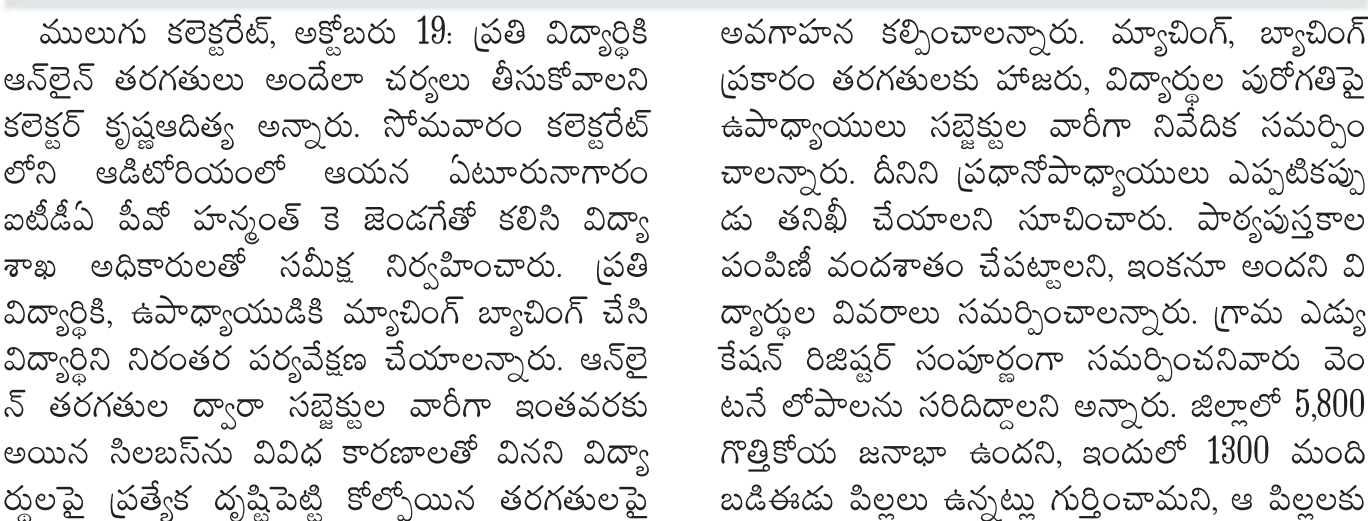 ములుగు కలెక్టరేట్, అక్టోబరు 19: ప్రతి విద్యార్థికి
ఆన్‌లైన్ తరగతులు అందేలా చర్యలు తీసుకోవాలని
కలెక్టర్ కృష్ణఆదిత్య అన్నారు. సోమవారం కలెక్టరేట్
లోని ఆడిటోరియంలో ఆయన ఏటూరునాగారం
ఐటీడీఏ పీవో హన్మంత్ కె జెండగేతో కలిసి విద్యా
శాఖ అధికారులతో సమీక్ష నిర్వహించారు. ప్రతి
విద్యార్థికి, ఉపాధ్యాయుడికి మ్యాచింగ్ బ్యాచింగ్ చేసి
విద్యార్థిని నిరంతర పర్యవేక్షణ చేయాలన్నారు. ఆన్‌లై
న్ తరగతుల ద్వారా సబ్జెక్టుల వారీగా ఇంతవరకు
అయిన సిలబస్‌ను వివిధ కారణాలతో వినని విద్యా
ర్థులపై ప్రత్యేక దృష్టిపెట్టి కోల్పోయిన తరగతులపై
అవగాహన కల్పించాలన్నారు. మ్యాచింగ్, బ్యాచింగ్
ప్రకారం తరగతులకు హాజరు, విద్యార్థుల పురోగతిపై
ఉపాధ్యాయులు సబ్జెక్టుల వారీగా నివేదిక సమర్పిం
చాలన్నారు. దీనిని ప్రధానోపాధ్యాయులు ఎప్పటికప్పు
డు తనిఖీ చేయాలని సూచించారు. పాఠ్యపుస్తకాల
పంపిణీ వందశాతం చేపట్టాలని, ఇంకనూ అందని వి
ద్యార్థుల వివరాలు సమర్పించాలన్నారు. గ్రామ ఎడ్యు
కేషన్ రిజిష్టర్ సంపూర్ణంగా సమర్పించనివారు వెం
టనే లోపాలను సరిదిద్దాలని అన్నారు. జిల్లాలో 5,800
గొత్తికోయ జనాభా ఉందని, ఇందులో 1300 మంది
బడిఈడు పిల్లలు ఉన్నట్లు గుర్తించామని, ఆ పిల్లలకు